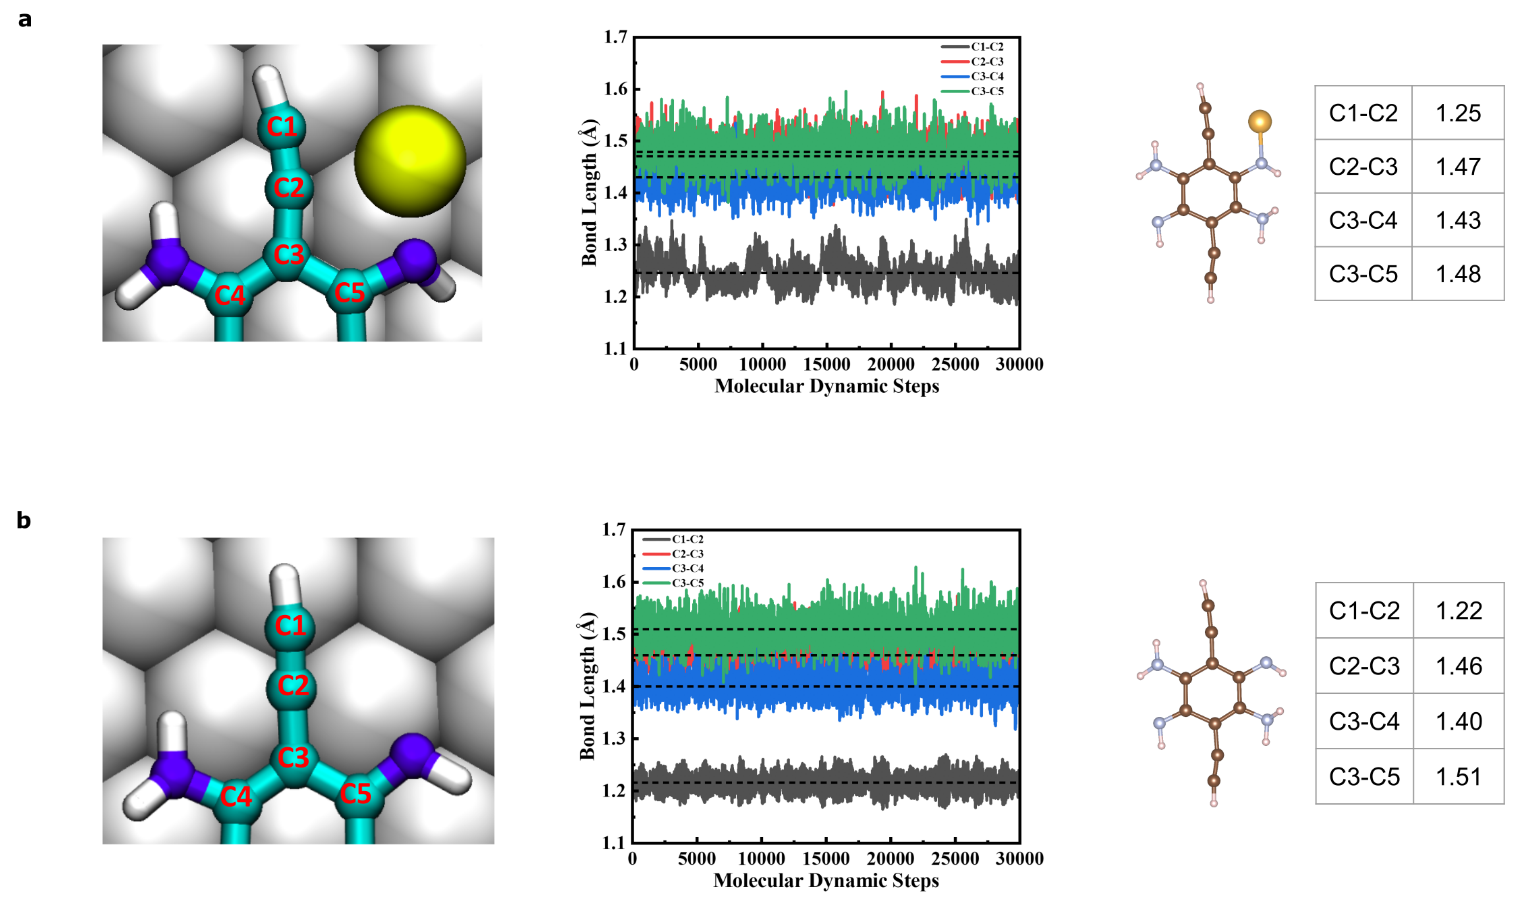 a
C1
C2
C3
C4
C5
1.7
1.6
1.5
1.4
1.3
1.2
1.1
Bond Length (Å)
C1-C2
C2-C3
C3-C4
C3-C5
0 5000 10000 15000 20000 25000 30000
Molecular Dynamic Steps
C1-C2 1.25
C2-C3 1.47
C3-C4 1.43
C3-C5 1.48
b
C1
C2
C3
C4
C5
1.7
1.6
1.5
1.4
1.3
1.2
1.1
Bond Length (Å)
C1-C2
C2-C3
C3-C4
C3-C5
0 5000 10000 15000 20000 25000 30000
Molecular Dynamic Steps
C1-C2 1.22
C2-C3 1.46
C3-C4 1.40
C3-C5 1.51